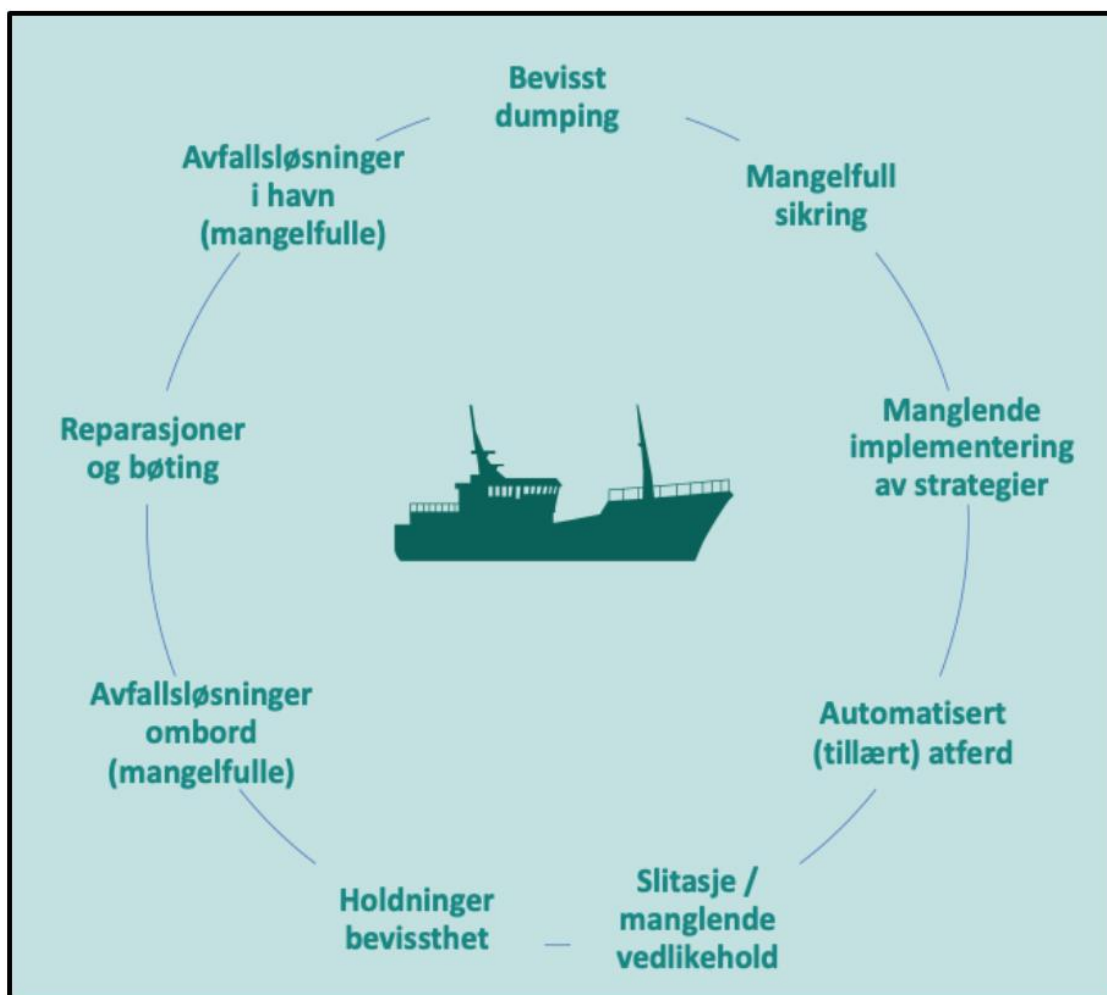 Bevisst
dumping
Mangelfull
sikring
Manglende
implementering
av strategier
Automatisert
(tillært) atferd
Slitasje /
manglende
vedlikehold
Holdninger
bevissthet
Avfallsløsninger
ombord
(mangelfulle)
Reparasjoner
og bøting
Avfallsløsninger
i havn
(mangelfulle)